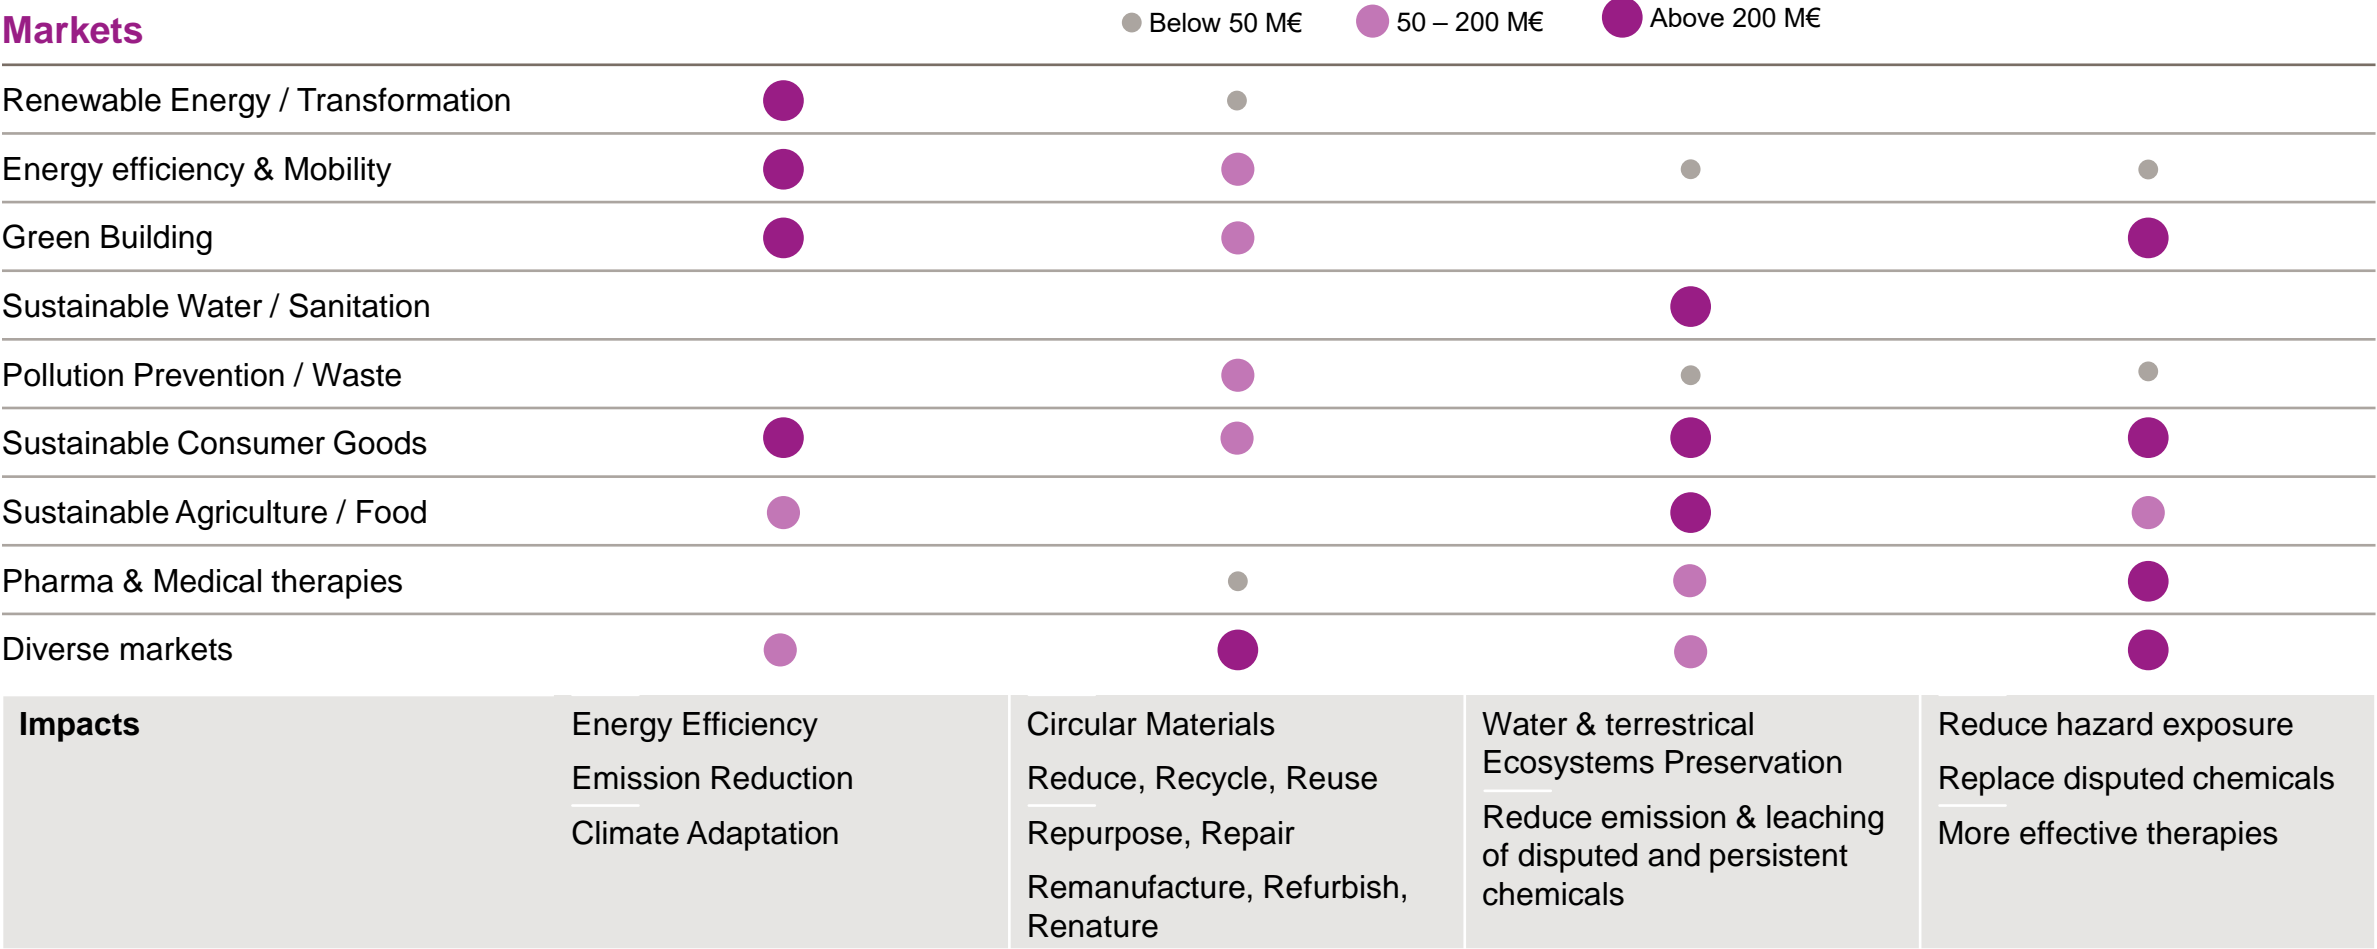 Markets
Below 50 M€
50 – 200 M€
Above 200 M€
Renewable Energy / Transformation
Energy efficiency & Mobility
Green Building
Sustainable Water / Sanitation
Pollution Prevention / Waste
Sustainable Consumer Goods
Sustainable Agriculture / Food
Pharma & Medical therapies
Diverse markets
Impacts
Energy Efficiency
Emission Reduction
Climate Adaptation
Circular Materials
Reduce, Recycle, Reuse
Repurpose, Repair
Remanufacture, Refurbish,
Renature
Water & terrestrical
Ecosystems Preservation
Reduce emission & leaching
of disputed and persistent
chemicals
Reduce hazard exposure
Replace disputed chemicals
More effective therapies